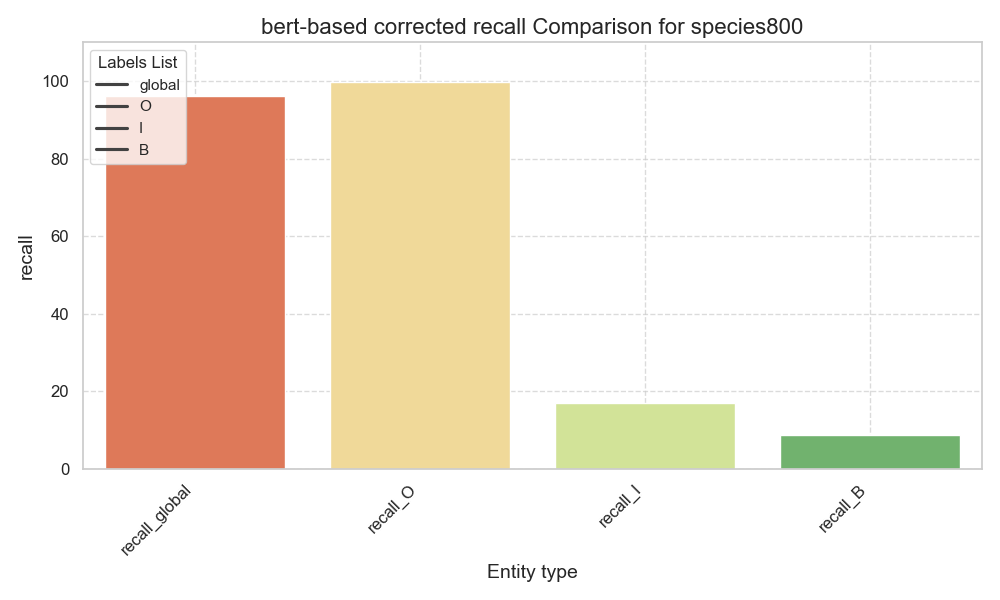 bert-based corrected recall Comparison for species800
Labels List
global
O
I
B
100
80
60
40
20
0
recall
recall_global
recall_O
recall_I
recall_B
Entity type